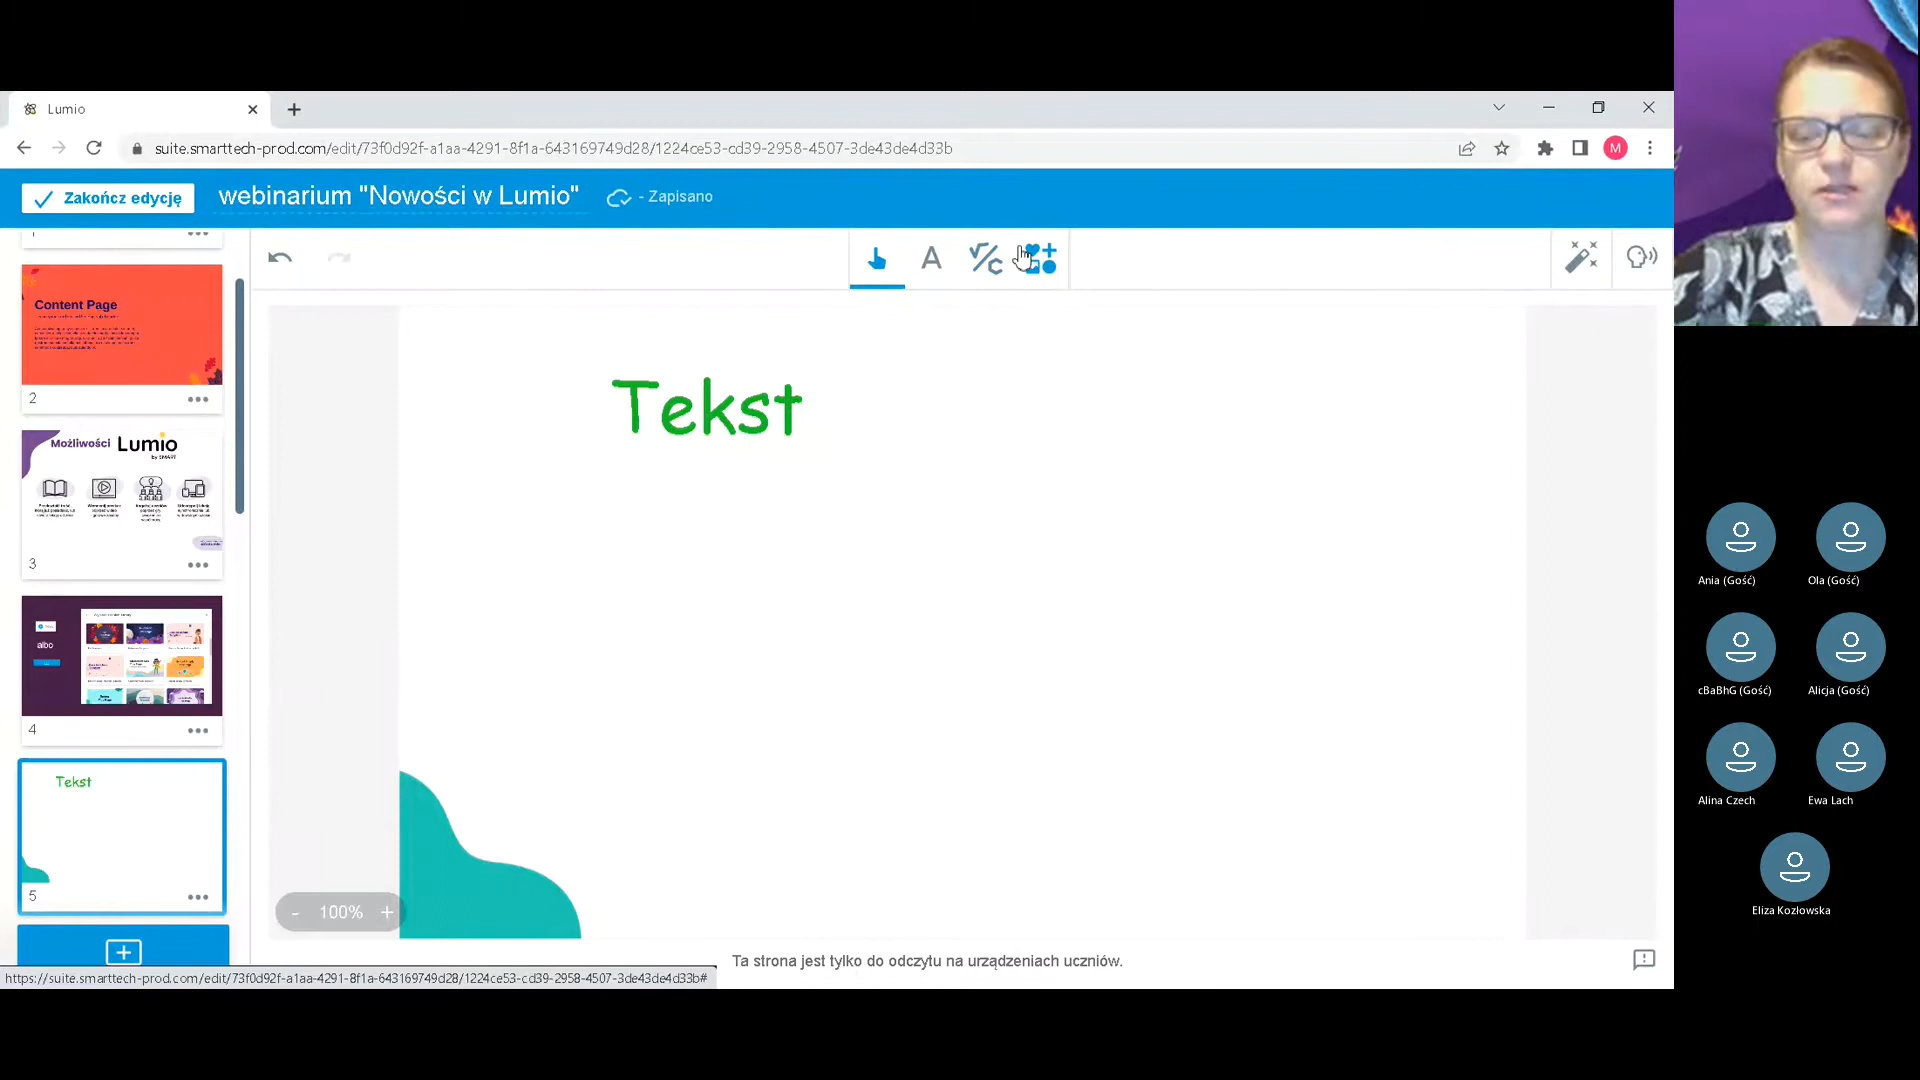 Lumio
suite.smarttech-prod.com/edit/73f0d92f-a1aa-4291-8f1a-643169749d28/1224ce53-cd39-2958-4507-3de43de4d33b
M
Zakończ edycję
webinarium "Nowości w Lumio"
- Zapisano
A
Content Page
2
Możliwości Lumio
by SMART
3
albo
4
Tekst
5
Tekst
- 100% +
Ta strona jest tylko do odczytu na urządzeniach uczniów.
https://suite.smarttech-prod.com/edit/73f0d92f-a1aa-4291-8f1a-643169749d28/1224ce53-cd39-2958-4507-3de43de4d33b#
Ania (Gość)
Ola (Gość)
cBaBhG (Gość)
Alicja (Gość)
Alina Czech
Ewa Lach
Eliza Kozłowska